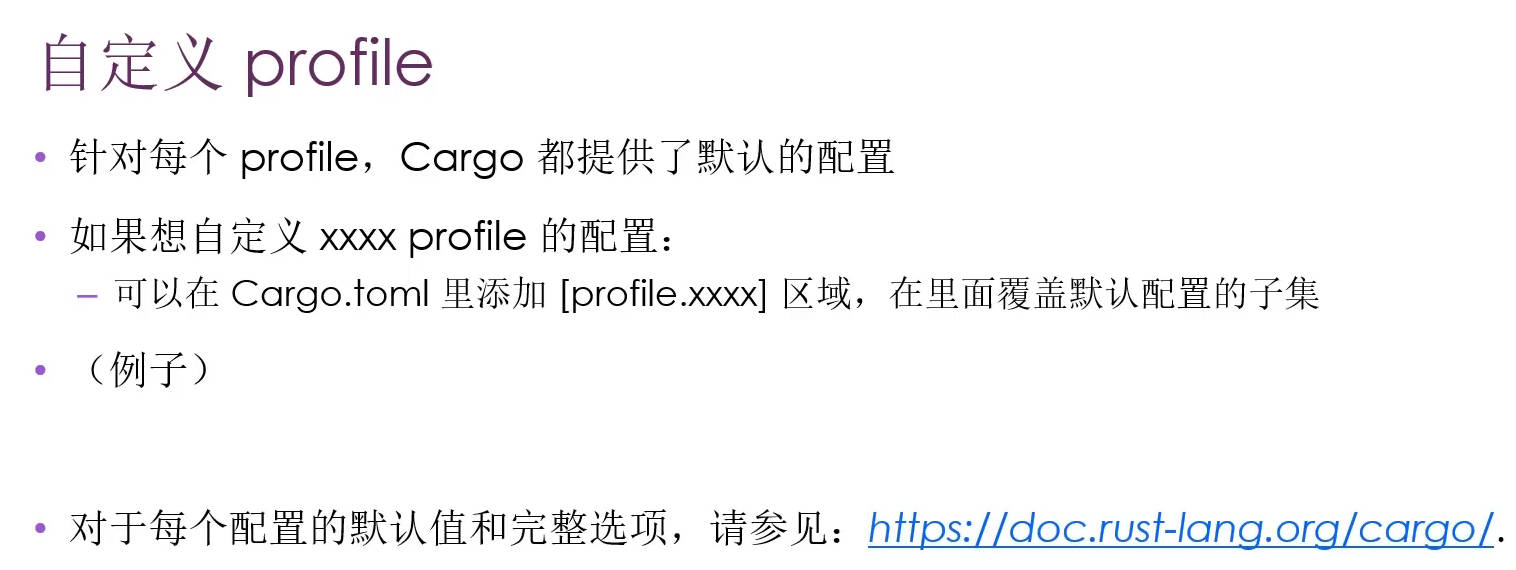 自定义 profile
• 针对每个 profile，Cargo 都提供了默认的配置
• 如果想自定义 xxxx profile 的配置：
– 可以在 Cargo.toml 里添加 [profile.xxxx] 区域，在里面覆盖默认配置的子集
• （例子）
• 对于每个配置的默认值和完整选项，请参见：https://doc.rust-lang.org/cargo/.